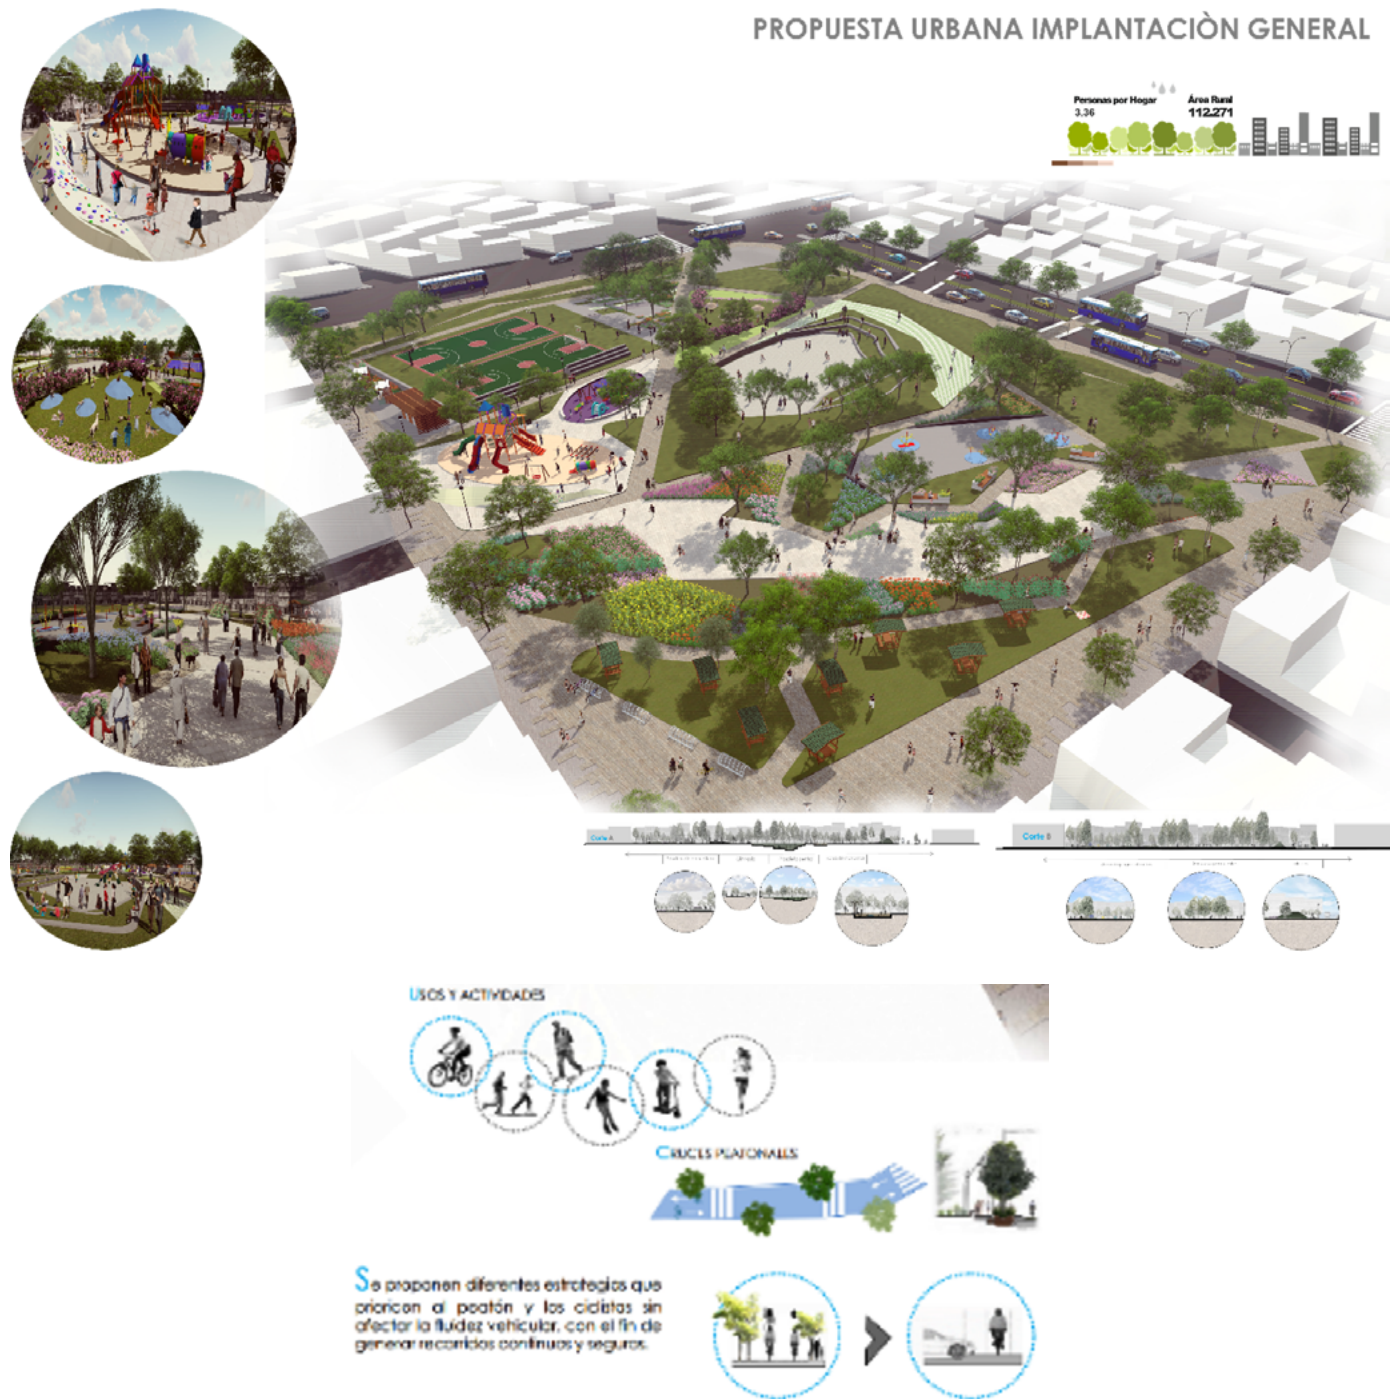 PROPUESTA URBANA IMPLANTACIÒN GENERAL
Personas por Hogar
3.36
Área Rural
112.271
Corte A
Corte B
USOS Y ACTIVIDADES
CRUCES PEATONALES
Se proponen diferentes estrategias que
prioricen al peatón y los ciclistas sin
afectar la fluidez vehicular, con el fin de
generar recorridos continuos y seguros.